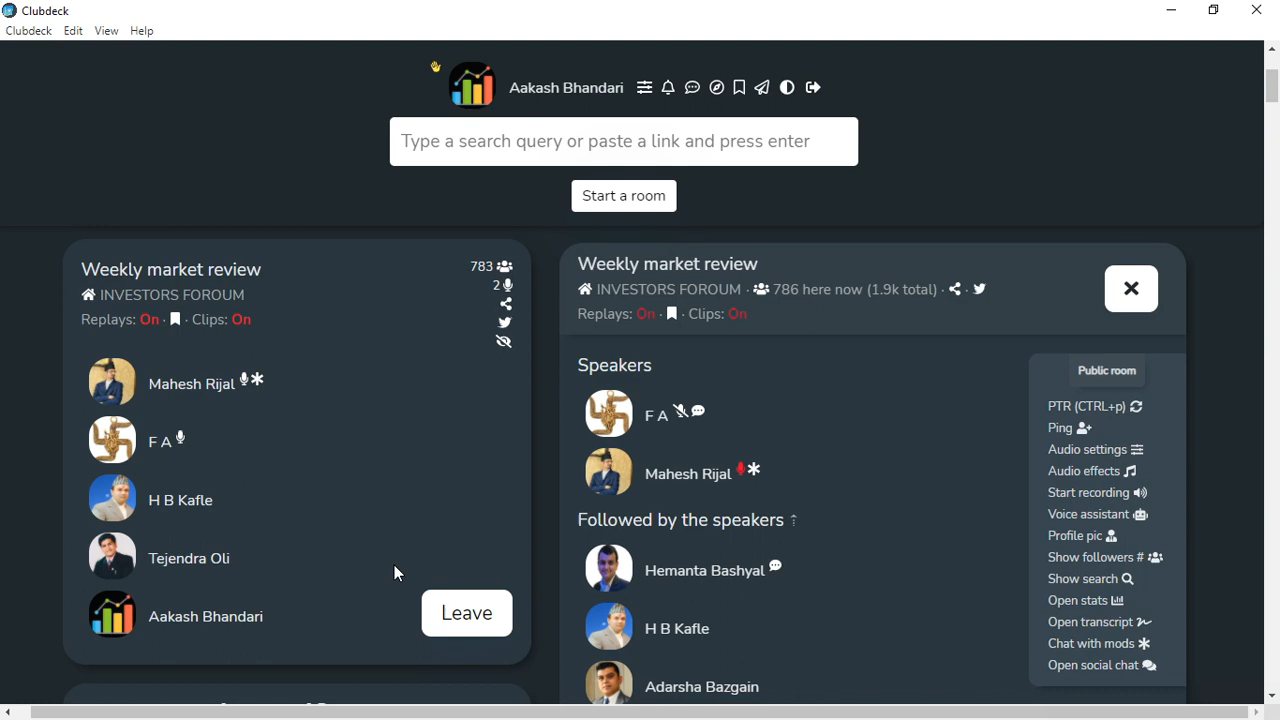 Clubdeck
Clubdeck Edit View Help
Aakash Bhandari
Type a search query or paste a link and press enter
Start a room
Weekly market review
783
INVESTORS FOROUM
2
Replays: On · · Clips: On
Mahesh Rijal
F A
H B Kafle
Tejendra Oli
Aakash Bhandari
Leave
Weekly market review
INVESTORS FOROUM · 786 here now (1.9k total) · ·
Replays: On · · Clips: On
Speakers
F A
Mahesh Rijal
Followed by the speakers
Hemanta Bashyal
H B Kafle
Adarsha Bazgain
Public room
PTR (CTRL+p)
Ping
Audio settings
Audio effects
Start recording
Voice assistant
Profile pic
Show followers #
Show search
Open stats
Open transcript
Chat with mods
Open social chat